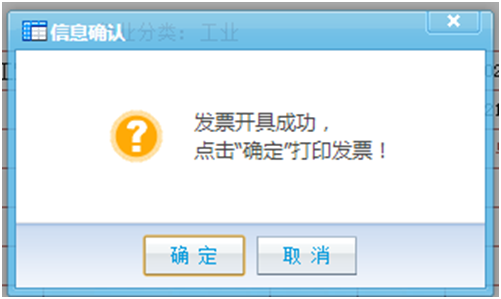 信息确认
业分类：工业
发票开具成功，
点击“确定”打印发票！
确 定
取 消